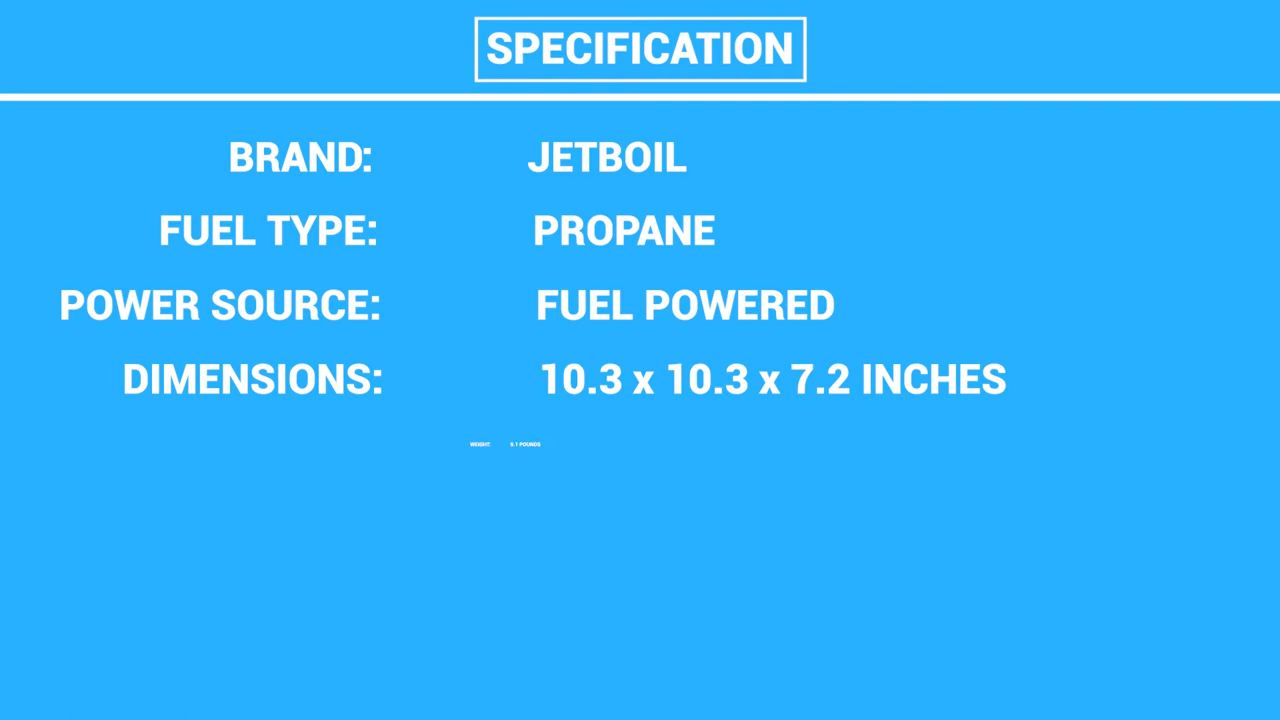 SPECIFICATION
BRAND: JETBOIL
FUEL TYPE: PROPANE
POWER SOURCE: FUEL POWERED
DIMENSIONS: 10.3 x 10.3 x 7.2 INCHES
WEIGHT: POUNDS